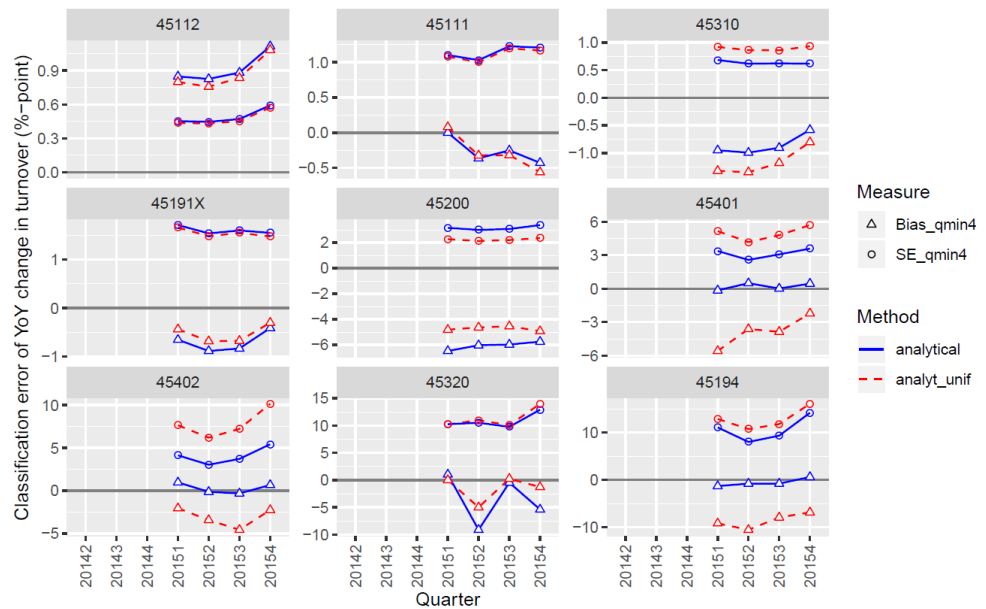 45112 45111 45310
0.9
0.6
0.3
0.0
1.0
0.5
0.0
−0.5
1.0
0.5
0.0
−0.5
−1.0
45191X 45200 45401
1
0
−1
2
0
−2
−4
−6
6
3
0
−3
−6
45402 45320 45194
10
5
0
−5
15
10
5
0
−5
−10
10
0
−10
20142 20143 20144 20151 20152 20153 20154
20142 20143 20144 20151 20152 20153 20154
20142 20143 20144 20151 20152 20153 20154
Quarter
Classification error of YoY change in turnover (%−point)
Measure
Bias_qmin4
SE_qmin4
Method
analytical
analyt_unif